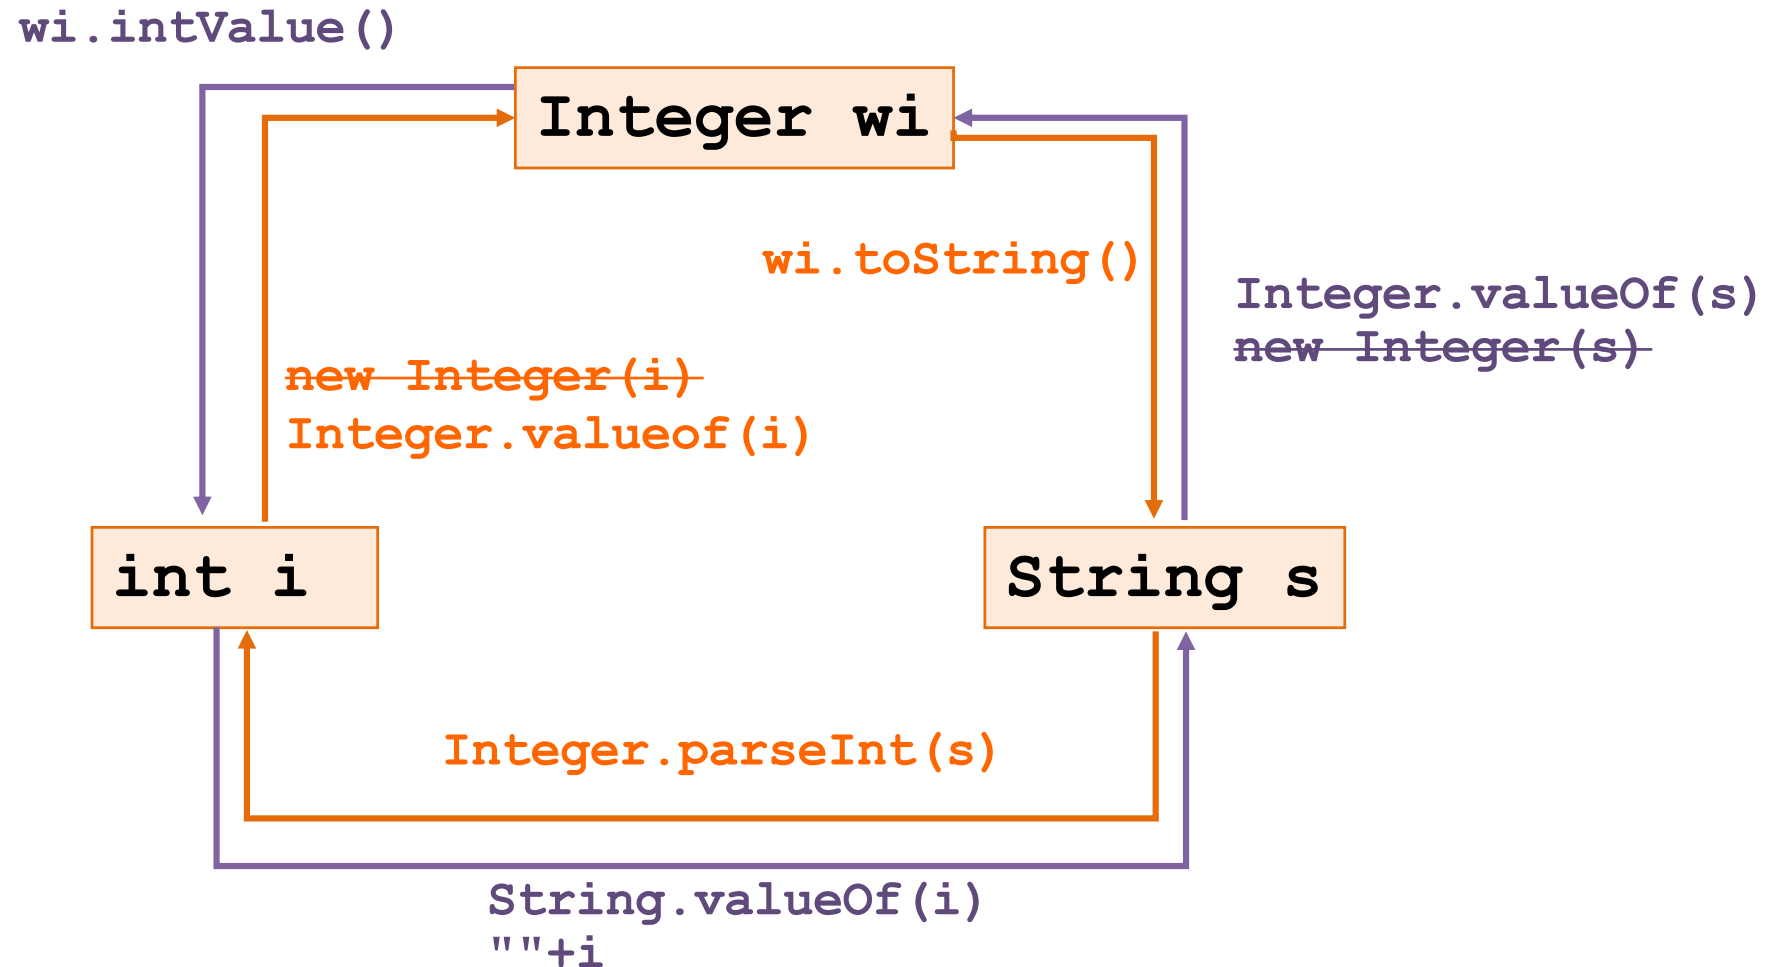 wi.intValue()
Integer wi
wi.toString()
Integer.valueOf(s)
new Integer(s)
new Integer(i)
Integer.valueof(i)
int i
String s
Integer.parseInt(s)
String.valueOf(i)
""+i